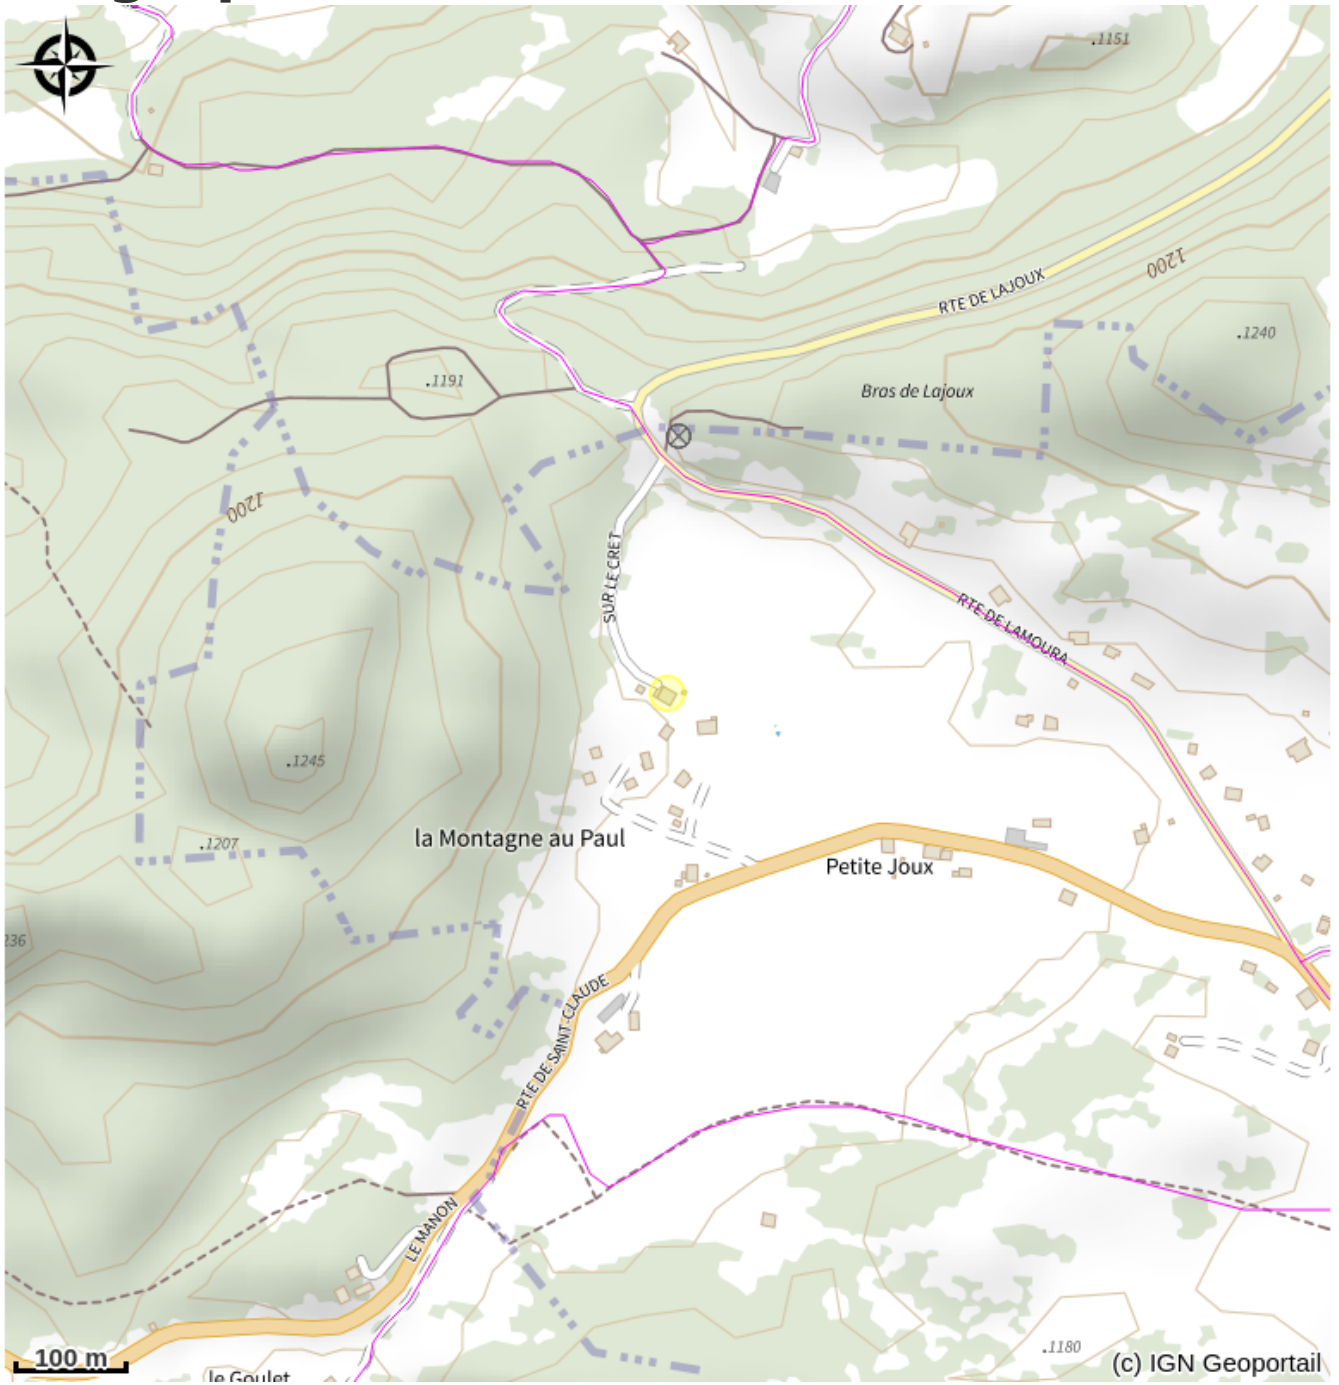 .1151
1200
RTE DE LAJOUX
.1240
.1191
Bras de Lajoux
1200
SUR LE CRET
RTE DE LAMOURA
.1245
.1207
la Montagne au Paul
Petite Joux
236
RTE DE SAINT-CLAUDE
LE MANON
.1180
100 m
(c) IGN Geoportail
le Goulet